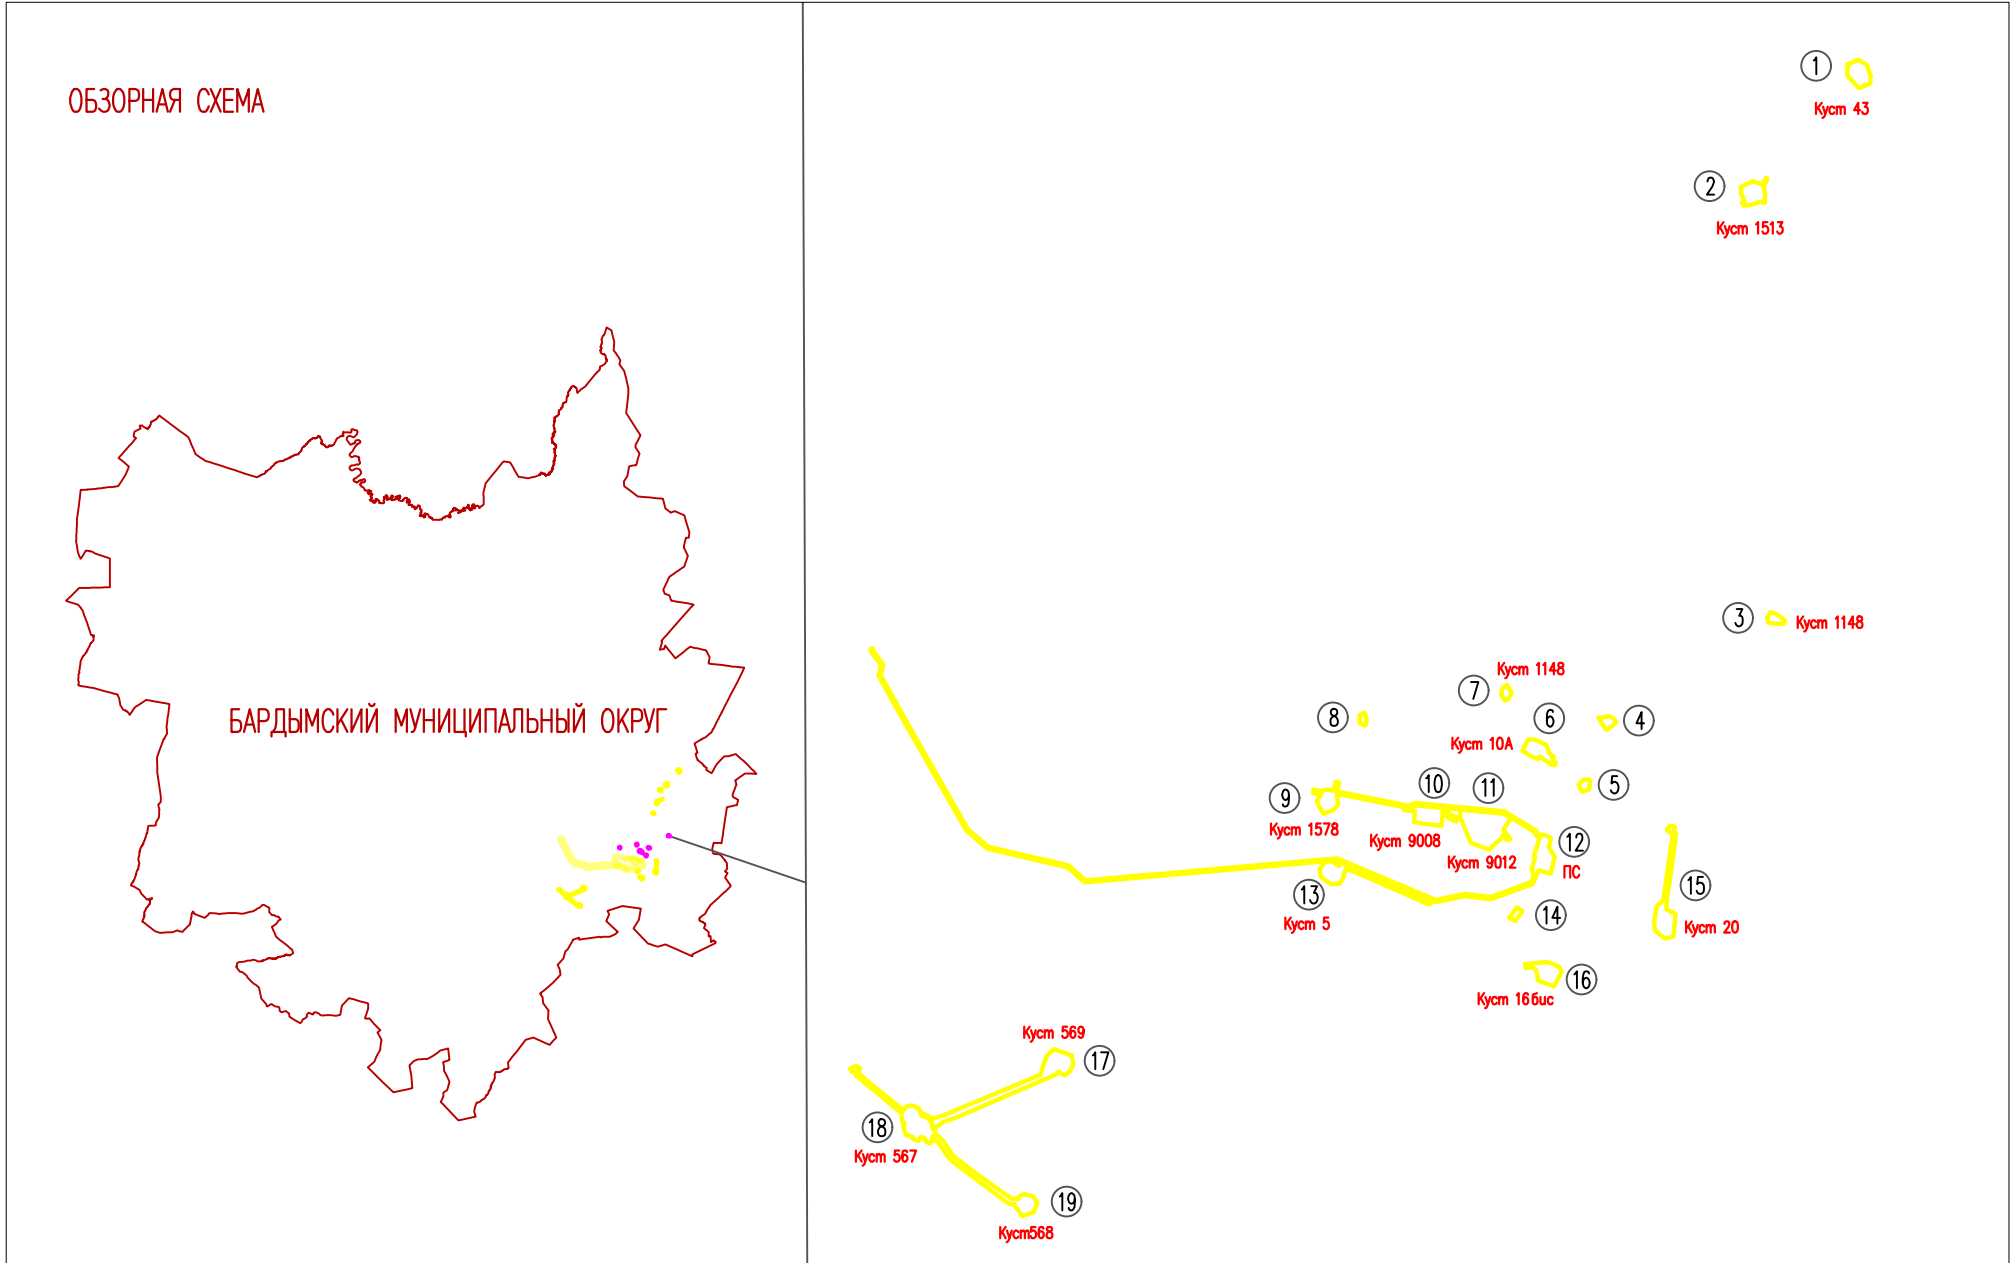 ОБЗОРНАЯ СХЕМА
БАРДЫМСКИЙ МУНИЦИПАЛЬНЫЙ ОКРУГ
1
Куст 43
2
Куст 1513
3
Куст 1148
Куст 1148
7
8
6
4
Куст 10А
5
9
10
11
Куст 1578
Куст 9008
Куст 9012
12
ПС
13
Куст 5
14
15
Куст 20
16
Куст 16бис
Куст 569
17
18
Куст 567
19
Куст568